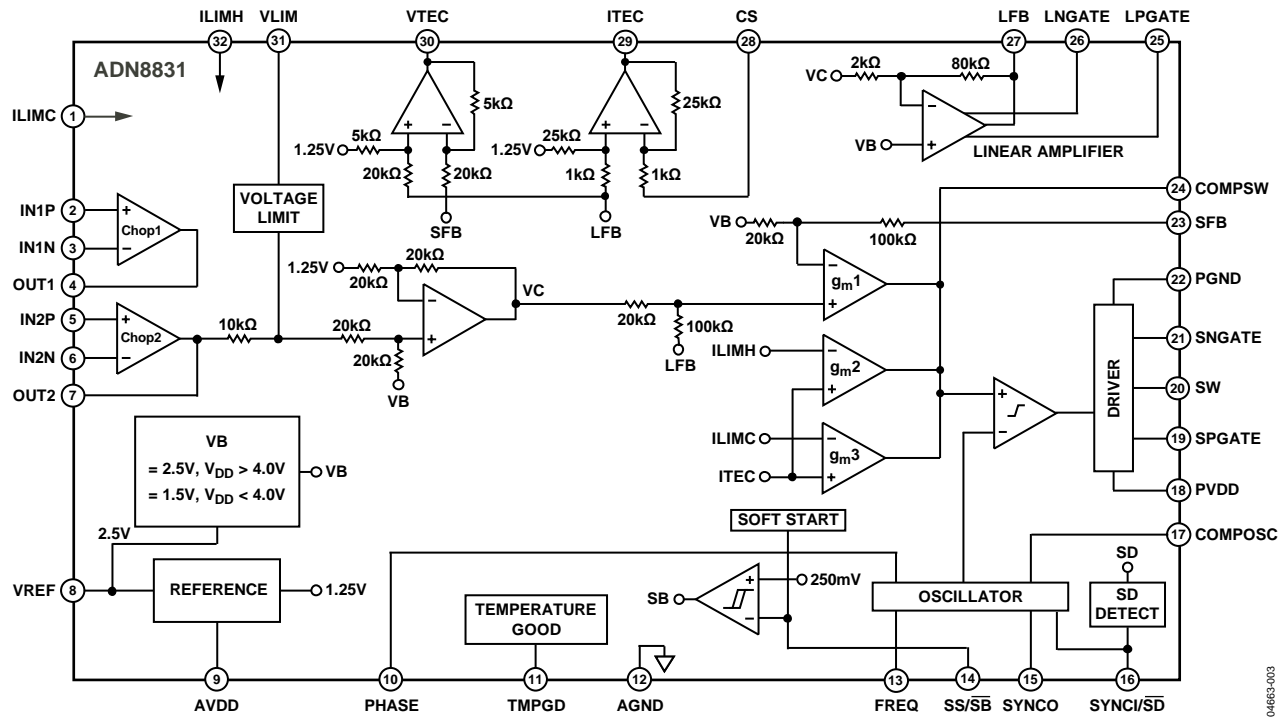 ILIMH VLIM VTEC ITEC CS LFB LNGATE LPGATE
32 31 30 29 28 27 26 25
ADN8831
ILIMC 1
5kΩ
5kΩ
1.25V
20kΩ
20kΩ
SFB
25kΩ
25kΩ
1.25V
1kΩ
1kΩ
LFB
VC
2kΩ
80kΩ
VB
LINEAR AMPLIFIER
+ −
+ −
−
+
IN1P 2
IN1N 3
OUT1 4
+
Chop1
−
IN2P 5
IN2N 6
OUT2 7
+
Chop2
−
VOLTAGE
LIMIT
10kΩ
1.25V
20kΩ
20kΩ
20kΩ
20kΩ
VB
−
+
VC
20kΩ
100kΩ
LFB
VB
20kΩ
100kΩ
−
gm1
+
ILIMH
−
gm2
+
ILIMC
−
gm3
+
ITEC
+
−
DRIVER
24 COMPSW
23 SFB
22 PGND
21 SNGATE
20 SW
19 SPGATE
18 PVDD
17 COMPOSC
VB
= 2.5V, VDD > 4.0V
= 1.5V, VDD < 4.0V
VB
2.5V
VREF 8
REFERENCE
1.25V
TEMPERATURE
GOOD
SOFT START
SB
+
−
250mV
OSCILLATOR
SD
SD
DETECT
9 10 11 12 13 14 15 16
AVDD PHASE TMPGD AGND FREQ SS/S̅B̅ SYNCO SYNCI/S̅D̅
04663-003